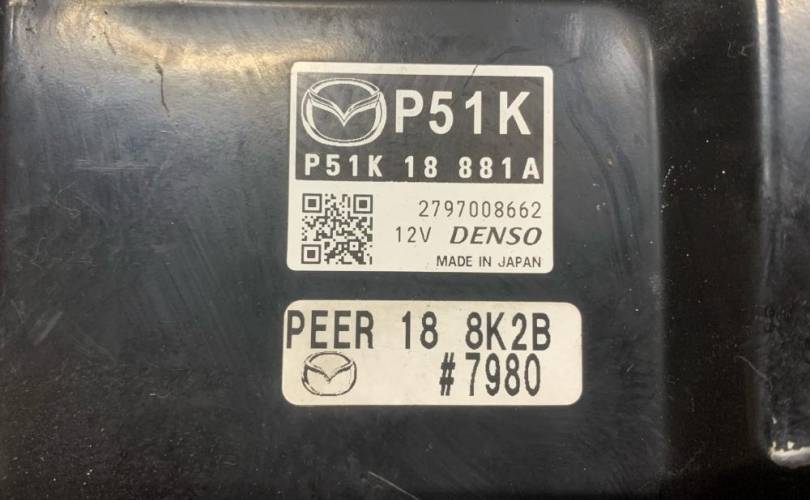 P51K
P51K 18 881A
2797008662
12V DENSO
MADE IN JAPAN
PEER 18 8K2B
#7980